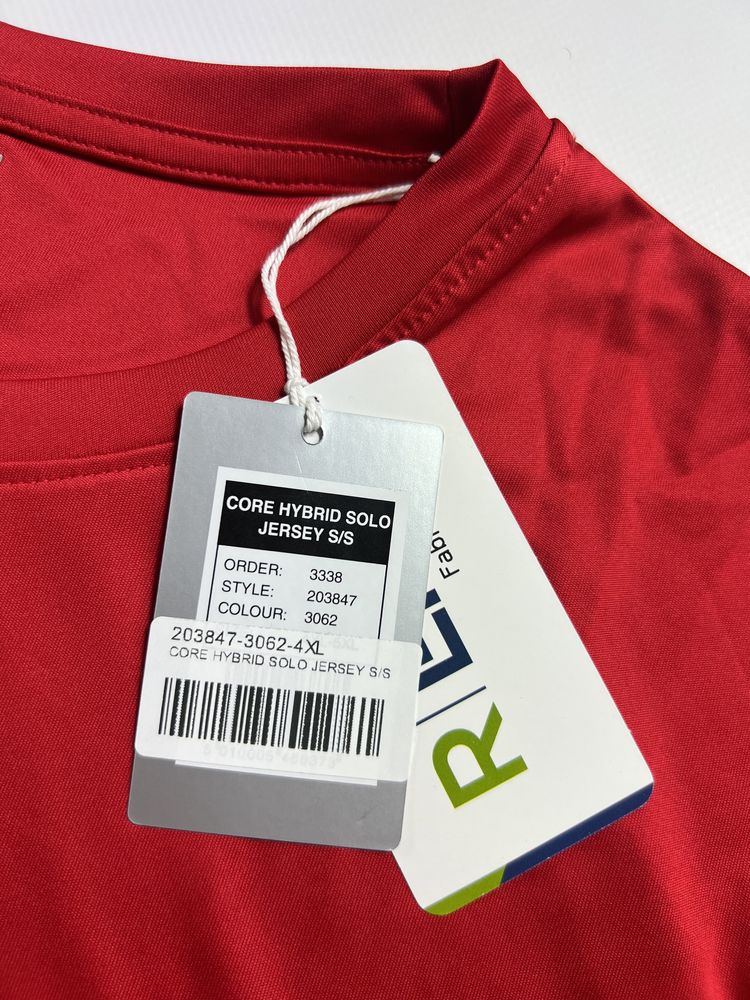 CORE HYBRID SOLO
JERSEY S/S
ORDER: 3338
STYLE: 203847
COLOUR: 3062
203847-3062-4XL
CORE HYBRID SOLO JERSEY S/S
R|E
Fab